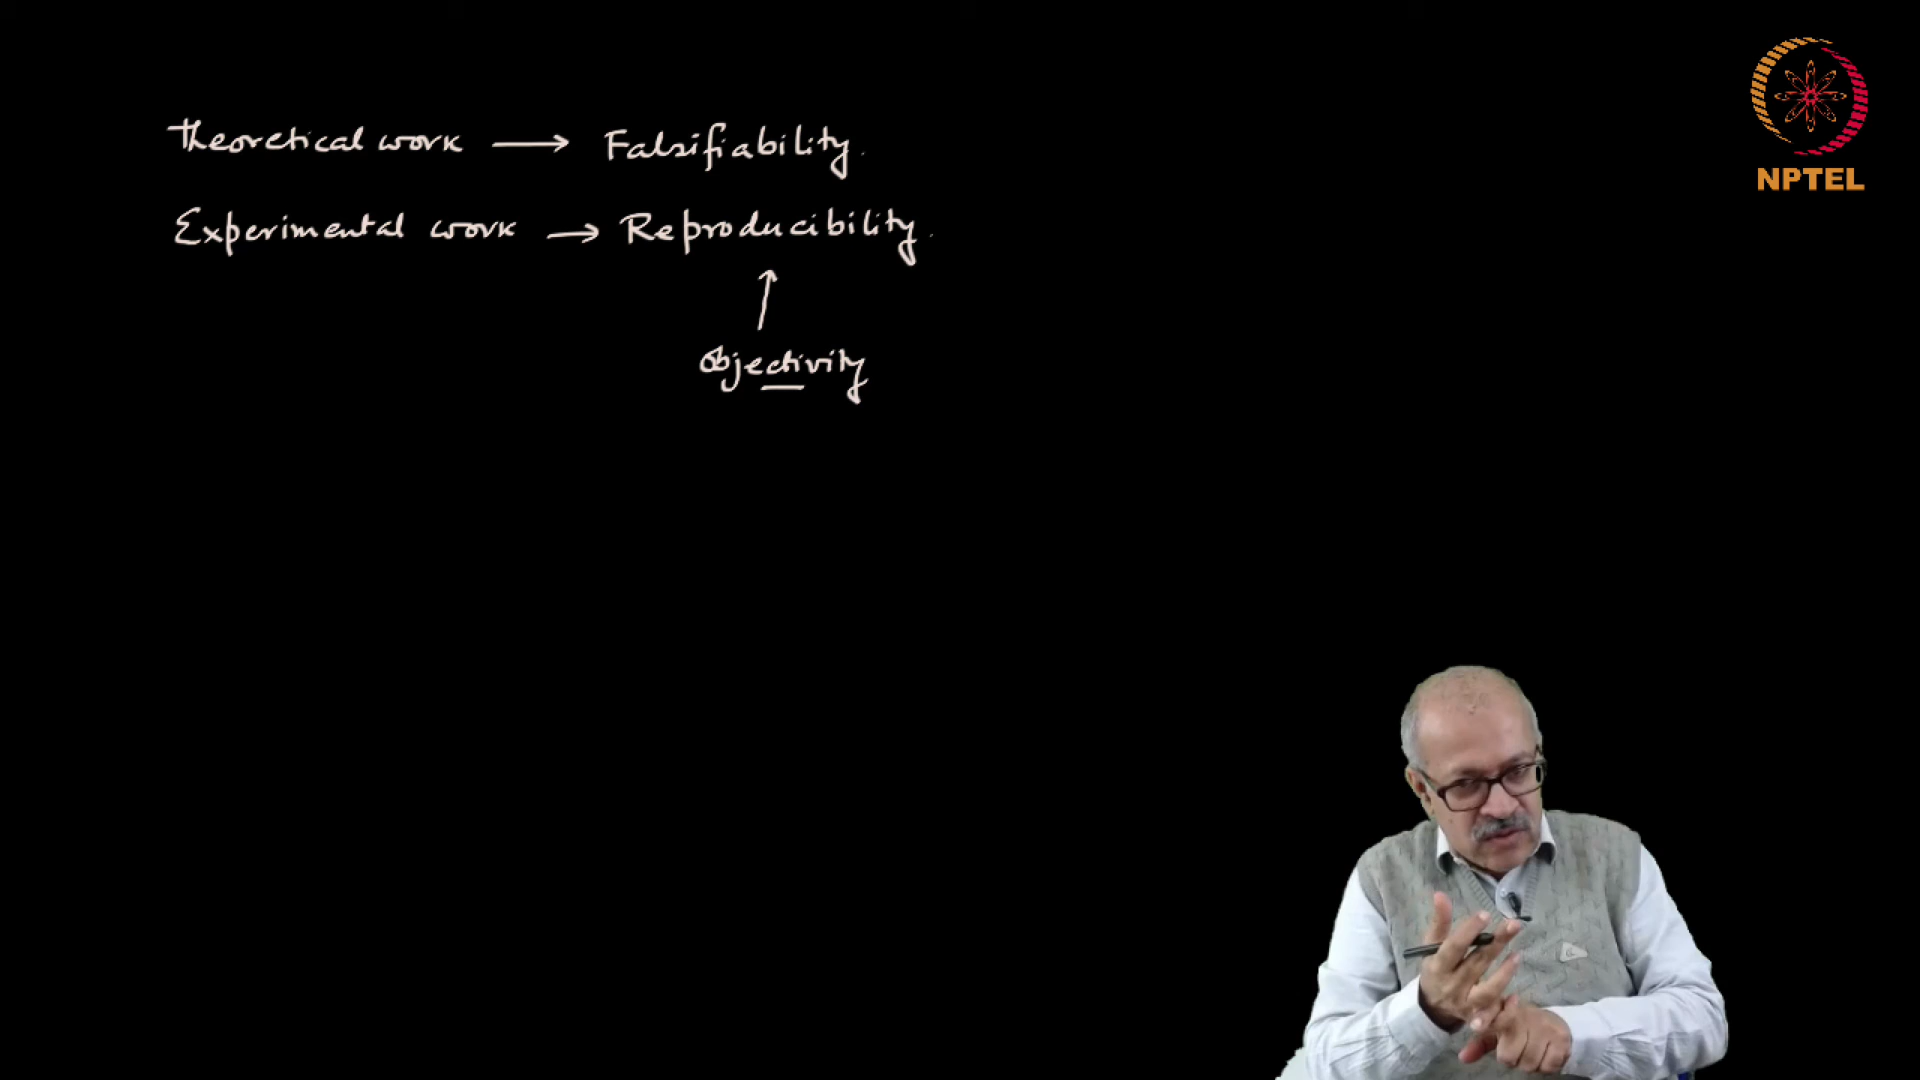 Theoretical work → Falsifiability.
Experimental work → Reproducibility.
↑
Objectivity
NPTEL